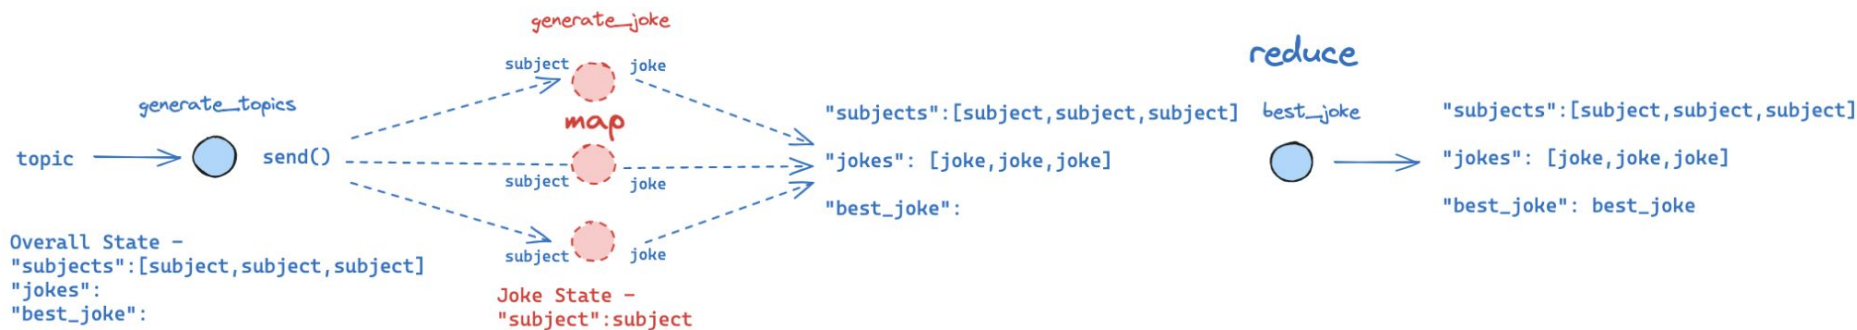 generate_joke
subject
joke
reduce
generate_topics
map
"subjects":[subject,subject,subject]
best_joke
"subjects":[subject,subject,subject]
topic
send()
subject
joke
"jokes": [joke,joke,joke]
"jokes": [joke,joke,joke]
"best_joke":
"best_joke": best_joke
subject
joke
Overall State -
"subjects":[subject,subject,subject]
"jokes":
"best_joke":
Joke State -
"subject":subject